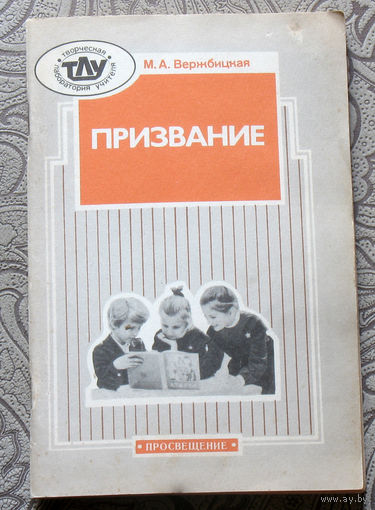 • творческая •
ТЛУ
лаборатория учителя
М. А. Вержбицкая
ПРИЗВАНИЕ
• ПРОСВЕЩЕНИЕ •
www.ay.by